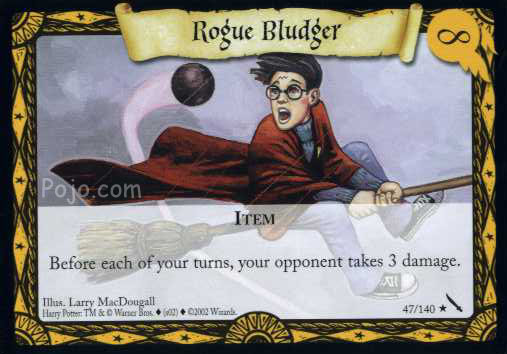 8
Rogue Bludger
ITEM
Before each of your turns, your opponent takes 3 damage.
Illus. Larry MacDougall
Harry Potter TM & © Warner Bros. ♦ (s02) ♦ ©2002 Wizards.
47/140 ★
Pojo.com